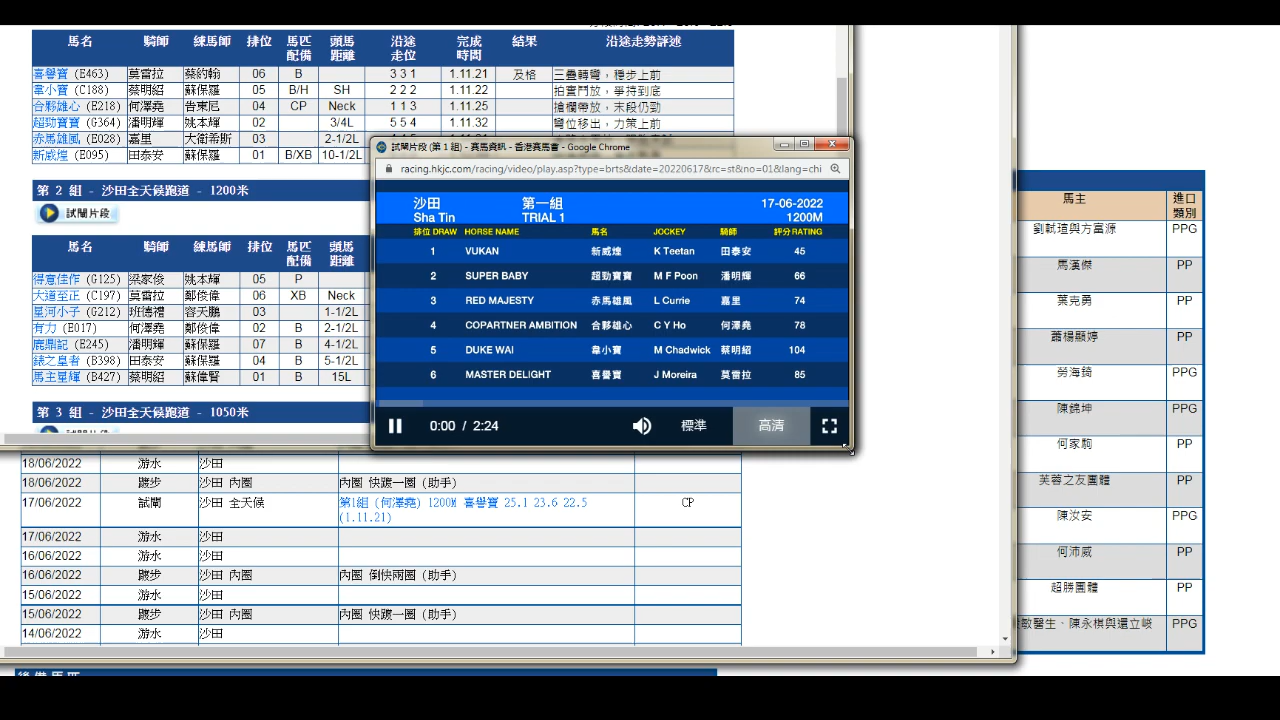 馬名 騎師 練馬師 排位 馬匹配備 頭馬距離 沿途走位 完成時間 結果 沿途走勢評述
喜譽寶 (E463) 莫雷拉 蔡約翰 06 B 3 3 1 1.11.21 及格 三疊轉彎，穩步上前
韋小寶 (C188) 蔡明紹 蘇保羅 05 B/H SH 2 2 2 1.11.22 拍畜鬥放，爭持到底
合夥雄心 (E218) 何澤堯 告東尼 04 CP Neck 1 1 3 1.11.25 搶欄帶放，末段仍勁
超勁寶寶 (G364) 潘明輝 姚本輝 02 3/4L 5 5 4 1.11.32 彎位移出，力策上前
赤馬雄風 (E028) 嘉里 大衛希斯 03 2-1/2L
新威煌 (E095) 田泰安 蘇保羅 01 B/XB 10-1/2L
第 2 組 - 沙田全天候跑道 - 1200米
試閘片段
馬名 騎師 練馬師 排位 馬匹配備 頭馬距離
得意佳作 (G125) 梁家俊 姚本輝 05 P
大道至正 (C197) 莫雷拉 鄭俊偉 06 XB Neck
星河小子 (G212) 班德禮 容天鵬 03 1-1/2L
有力 (E017) 何澤堯 鄭俊偉 02 B 2-1/2L
鹿鼎記 (E245) 潘明輝 蘇保羅 07 B 4-1/2L
錶之皇者 (B398) 田泰安 蘇保羅 04 B 5-1/2L
馬主星輝 (B427) 蔡明紹 蘇偉賢 01 B 15L
第 3 組 - 沙田全天候跑道 - 1050米
試閘片段 (第 1 組) - 賽馬資訊 - 香港賽馬會 - Google Chrome
racing.hkjc.com/racing/video/play.asp?type=brts&date=20220617&rc=st&no=01&lang=chi
沙田 第一組 17-06-2022
Sha Tin TRIAL 1 1200M
排位 DRAW HORSE NAME 馬名 JOCKEY 騎師 評分 RATING
1 VUKAN 新威煌 K Teetan 田泰安 45
2 SUPER BABY 超勁寶寶 M F Poon 潘明輝 66
3 RED MAJESTY 赤馬雄風 L Currie 嘉里 74
4 COPARTNER AMBITION 合夥雄心 C Y Ho 何澤堯 78
5 DUKE WAI 韋小寶 M Chadwick 蔡明紹 104
6 MASTER DELIGHT 喜譽寶 J Moreira 莫雷拉 85
0:00 / 2:24 標準 高清
18/06/2022 游水 沙田
18/06/2022 踱步 沙田 內圈 內圈 快踱一圈 (助手)
17/06/2022 試閘 沙田 全天候 第1組 (何澤堯) 1200M 喜譽寶 25.1 23.6 22.5 (1.11.21) CP
17/06/2022 游水 沙田
16/06/2022 游水 沙田
16/06/2022 踱步 沙田 內圈 內圈 倒快兩圈 (助手)
15/06/2022 游水 沙田
15/06/2022 踱步 沙田 內圈 內圈 快踱一圈 (助手)
14/06/2022 游水 沙田
馬主 進口類別
劉軾瑄與方富源 PPG
馬漢傑 PP
葉克勇 PP
蕭楊顯婷 PP
勞海錡 PPG
陳錦坤 PPG
何家駒 PP
芙蓉之友團體 PP
陳汝安 PPG
何沛威 PP
超勝團體 PP
敏醫生、陳永棋與還立峻 PPG
後備馬匹